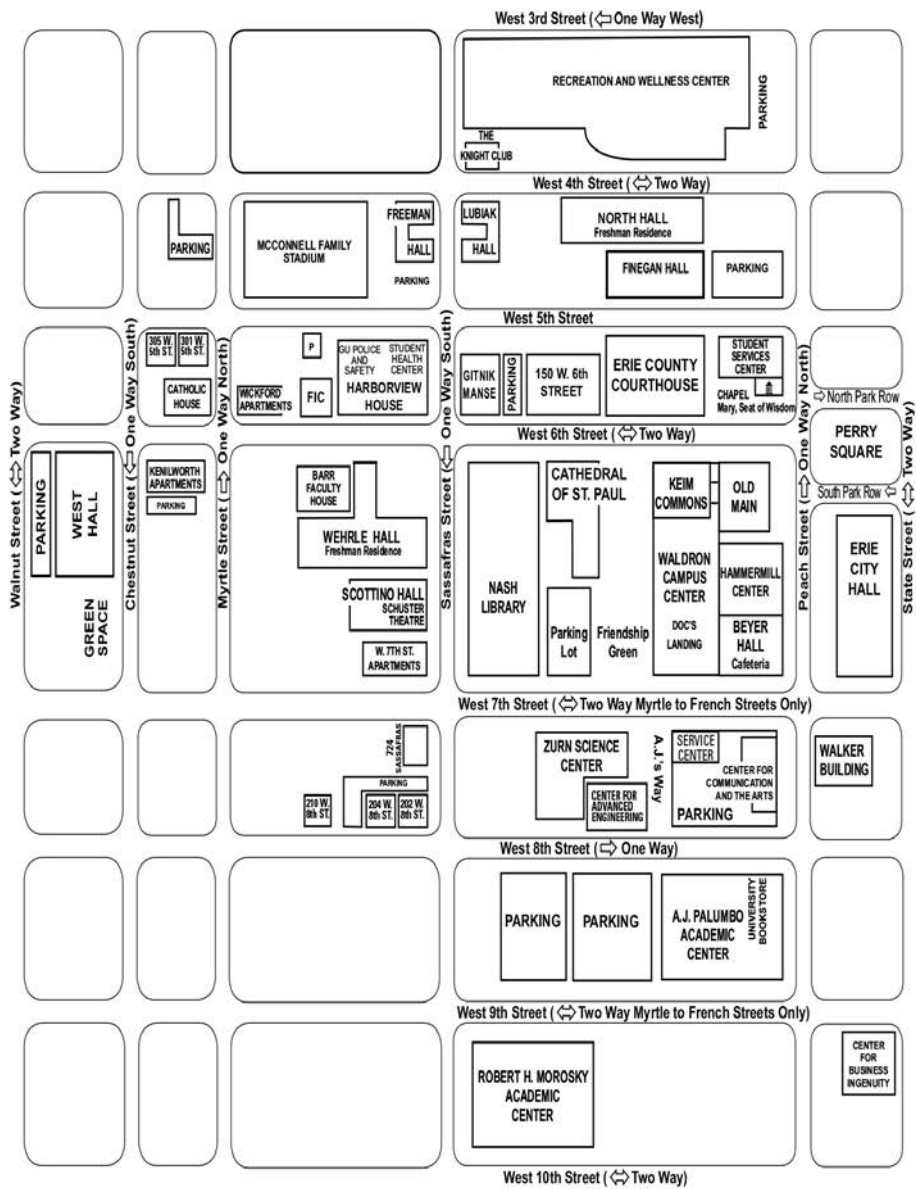 West 3rd Street (⇦ One Way West)
RECREATION AND WELLNESS CENTER
PARKING
THE
KNIGHT CLUB
West 4th Street (⇔ Two Way)
PARKING
MCCONNELL FAMILY
STADIUM
FREEMAN
HALL
PARKING
LUBIAK
HALL
NORTH HALL
Freshman Residence
FINEGAN HALL
PARKING
West 5th Street
305 W.
5th ST.
301 W.
5th ST.
CATHOLIC
HOUSE
WICKFORD
APARTMENTS
P
FIC
GU POLICE
AND
SAFETY
STUDENT
HEALTH
CENTER
HARBORVIEW
HOUSE
GITNIK
MANSE
PARKING
150 W. 6th
STREET
ERIE COUNTY
COURTHOUSE
STUDENT
SERVICES
CENTER
CHAPEL
Mary, Seat of Wisdom
⇨ North Park Row
West 6th Street (⇔ Two Way)
PERRY
SQUARE
South Park Row ⇦
Walnut Street (⇔ Two Way)
Chestnut Street (⇦ One Way South)
Myrtle Street (⇨ One Way North)
Sassafras Street (⇦ One Way South)
Peach Street (⇨ One Way North)
State Street (⇔ Two Way)
PARKING
WEST
HALL
GREEN
SPACE
KENILWORTH
APARTMENTS
PARKING
BARR
FACULTY
HOUSE
WEHRLE HALL
Freshman Residence
SCOTTINO HALL
SCHUSTER
THEATRE
W. 7TH ST.
APARTMENTS
NASH
LIBRARY
CATHEDRAL
OF ST. PAUL
Parking
Lot
Friendship
Green
KEIM
COMMONS
OLD
MAIN
WALDRON
CAMPUS
CENTER
DOC'S
LANDING
HAMMERMILL
CENTER
BEYER
HALL
Cafeteria
ERIE
CITY
HALL
West 7th Street (⇔ Two Way Myrtle to French Streets Only)
724
SASSAFRAS
PARKING
210 W.
8th ST.
204 W.
8th ST.
202 W.
8th ST.
ZURN SCIENCE
CENTER
CENTER FOR
ADVANCED
ENGINEERING
A.J.'s Way
SERVICE
CENTER
CENTER FOR
COMMUNICATION
AND THE ARTS
PARKING
WALKER
BUILDING
West 8th Street (⇨ One Way)
PARKING
PARKING
A.J. PALUMBO
ACADEMIC
CENTER
UNIVERSITY
BOOKSTORE
West 9th Street (⇔ Two Way Myrtle to French Streets Only)
ROBERT H. MOROSKY
ACADEMIC
CENTER
CENTER
FOR
BUSINESS
INGENUITY
West 10th Street (⇔ Two Way)